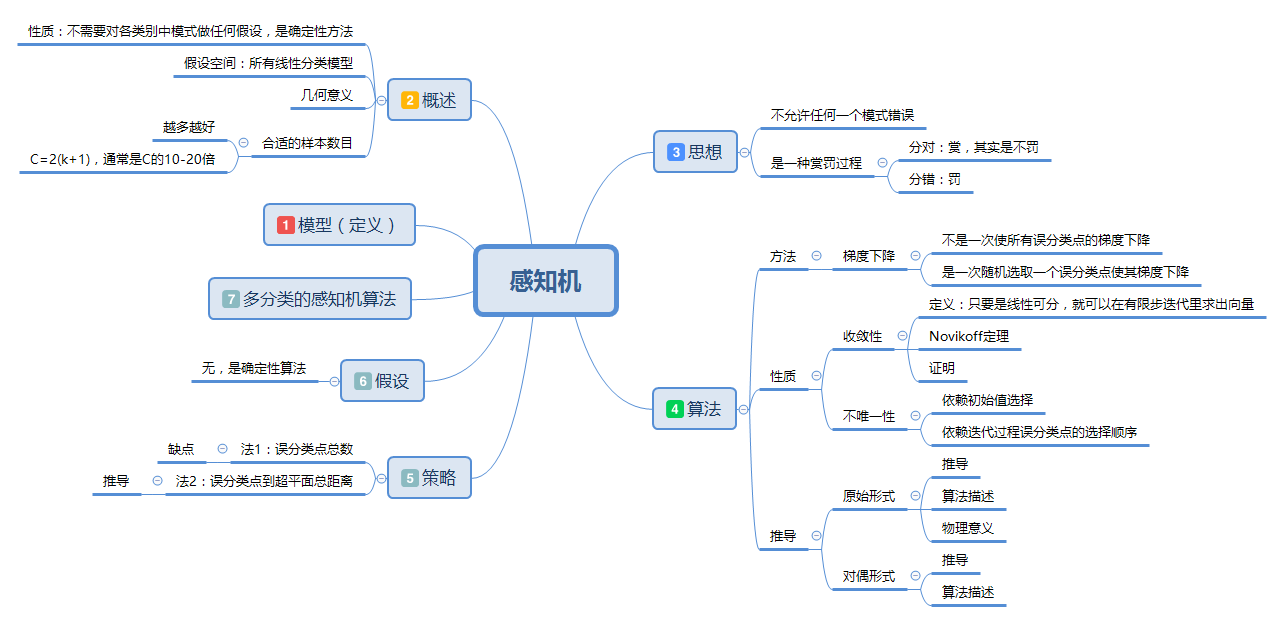 感知机
1 模型（定义）
2 概述
性质：不需要对各类别中模式做任何假设，是确定性方法
假设空间：所有线性分类模型
几何意义
合适的样本数目
越多越好
C=2(k+1)，通常是C的10-20倍
3 思想
不允许任何一个模式错误
是一种赏罚过程
分对：赏，其实是不罚
分错：罚
4 算法
方法
梯度下降
不是一次使所有误分类点的梯度下降
是一次随机选取一个误分类点使其梯度下降
性质
收敛性
定义：只要是线性可分，就可以在有限步迭代里求出向量
Novikoff定理
证明
不唯一性
依赖初始值选择
依赖迭代过程误分类点的选择顺序
推导
原始形式
推导
算法描述
物理意义
对偶形式
推导
算法描述
5 策略
法1：误分类点总数
缺点
法2：误分类点到超平面总距离
推导
6 假设
无，是确定性算法
7 多分类的感知机算法